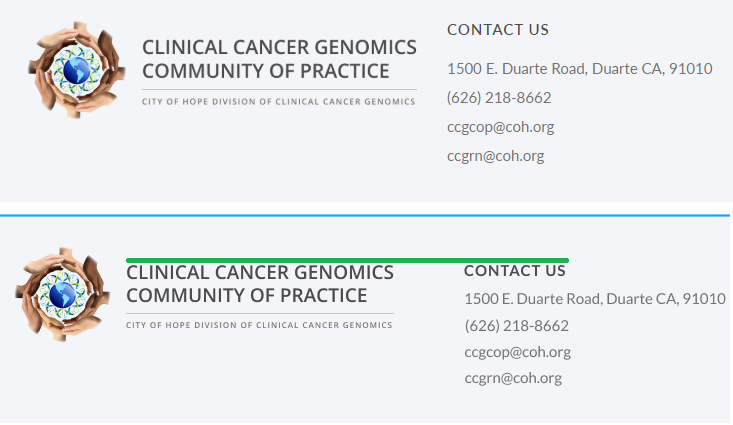 CLINICAL CANCER GENOMICS
COMMUNITY OF PRACTICE
CITY OF HOPE DIVISION OF CLINICAL CANCER GENOMICS
CONTACT US
1500 E. Duarte Road, Duarte CA, 91010
(626) 218-8662
ccgcop@coh.org
ccgrn@coh.org
CLINICAL CANCER GENOMICS
COMMUNITY OF PRACTICE
CITY OF HOPE DIVISION OF CLINICAL CANCER GENOMICS
CONTACT US
1500 E. Duarte Road, Duarte CA, 91010
(626) 218-8662
ccgcop@coh.org
ccgrn@coh.org